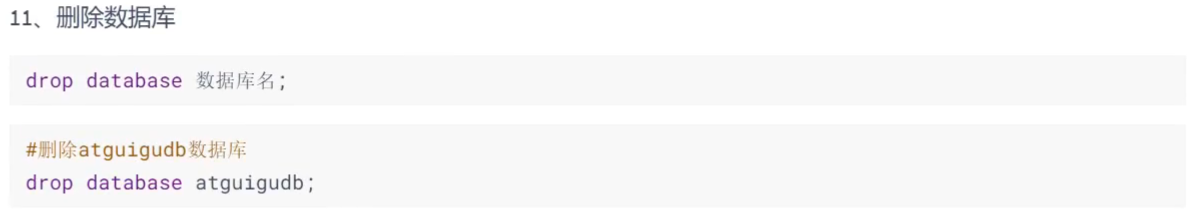 11、删除数据库
drop database 数据库名;
#删除atguigudb数据库
drop database atguigudb;